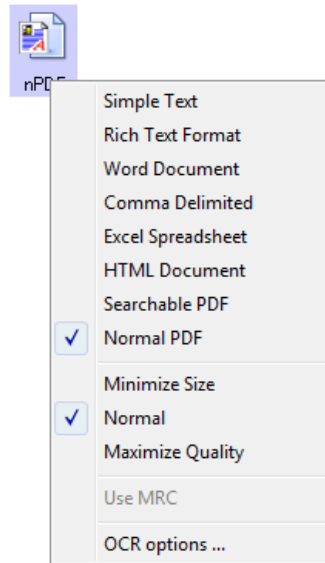 nPDF
Simple Text
Rich Text Format
Word Document
Comma Delimited
Excel Spreadsheet
HTML Document
Searchable PDF
Normal PDF
Minimize Size
Normal
Maximize Quality
Use MRC
OCR options ...